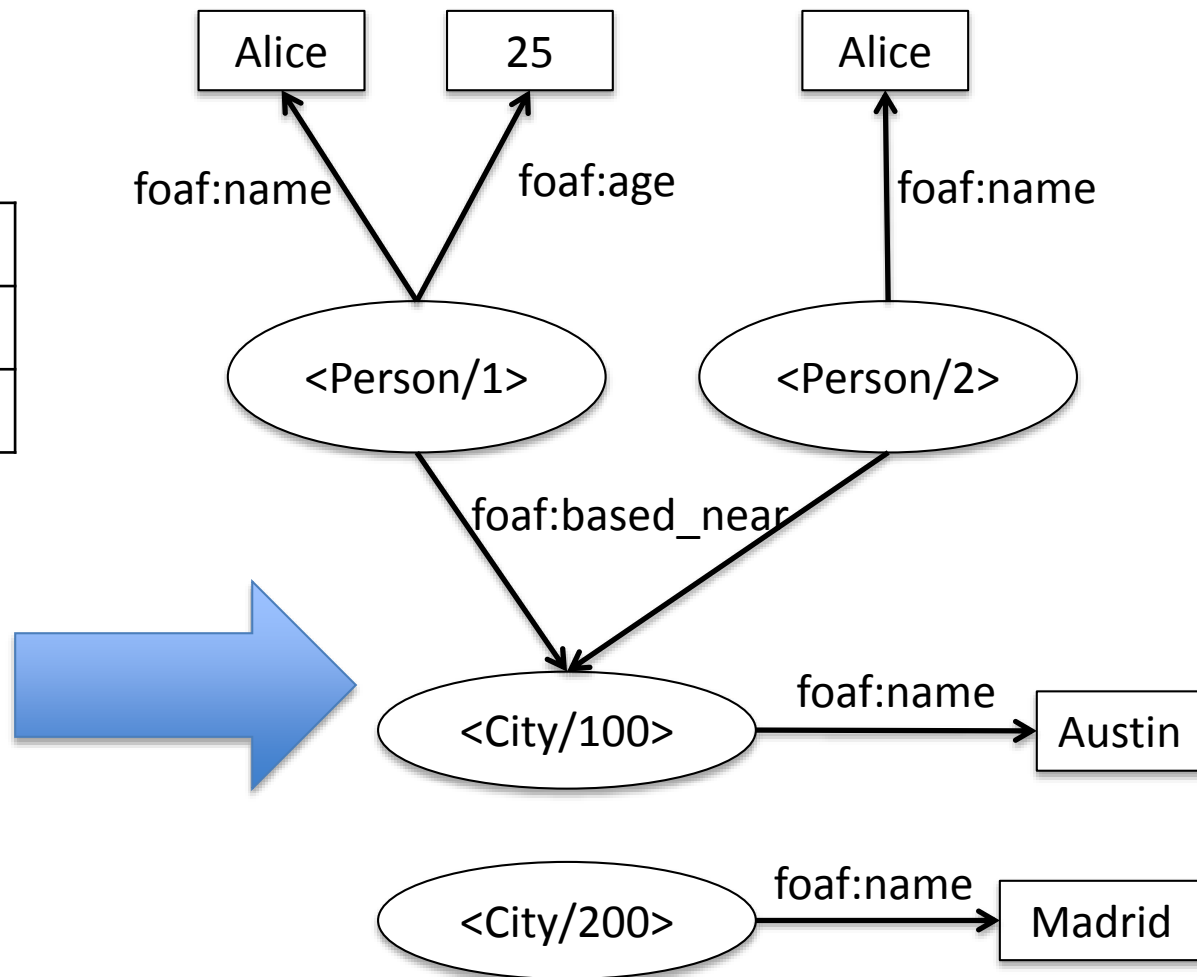 Alice 25 Alice
foaf:name foaf:age foaf:name
<Person/1> <Person/2>
foaf:based_near
foaf:name
<City/100> Austin
foaf:name
<City/200> Madrid